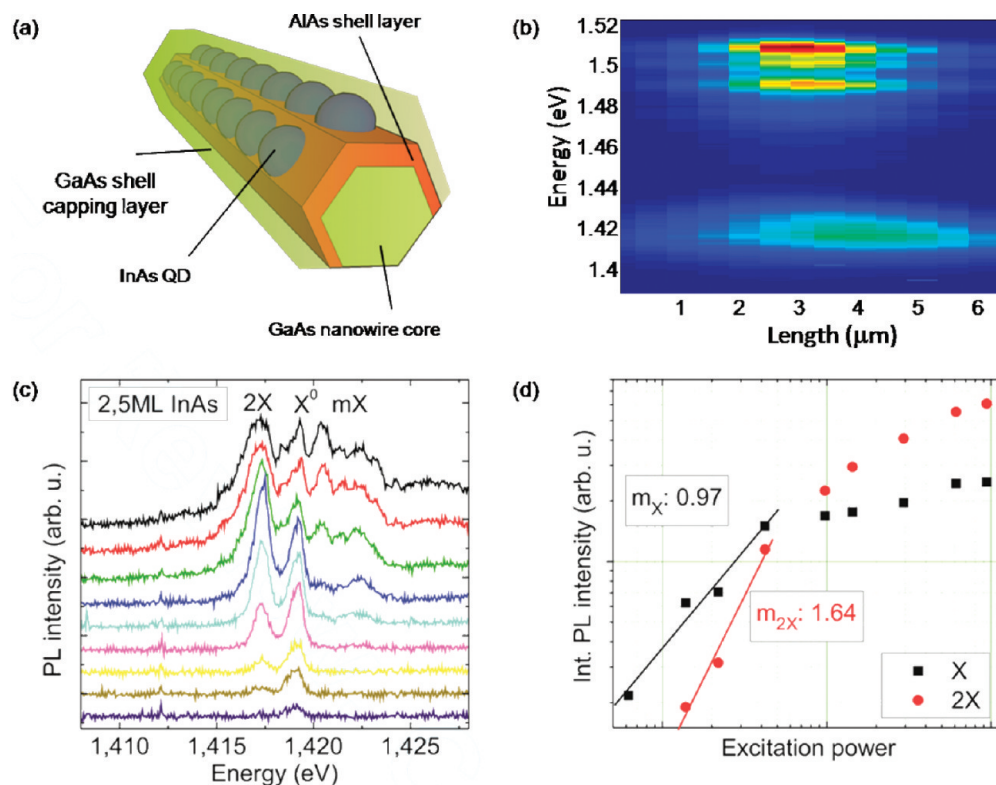 (a)
AlAs shell layer
GaAs shell
capping layer
InAs QD
GaAs nanowire core
(b)
1.52
1.5
1.48
1.46
1.44
1.42
1.4
Energy (eV)
1 2 3 4 5 6
Length (μm)
(c)
2,5ML InAs
2X X⁰ mX
PL intensity (arb. u.)
1,410 1,415 1,420 1,425
Energy (eV)
(d)
Int. PL intensity (arb. u.)
mX: 0.97
m2X: 1.64
X
2X
Excitation power